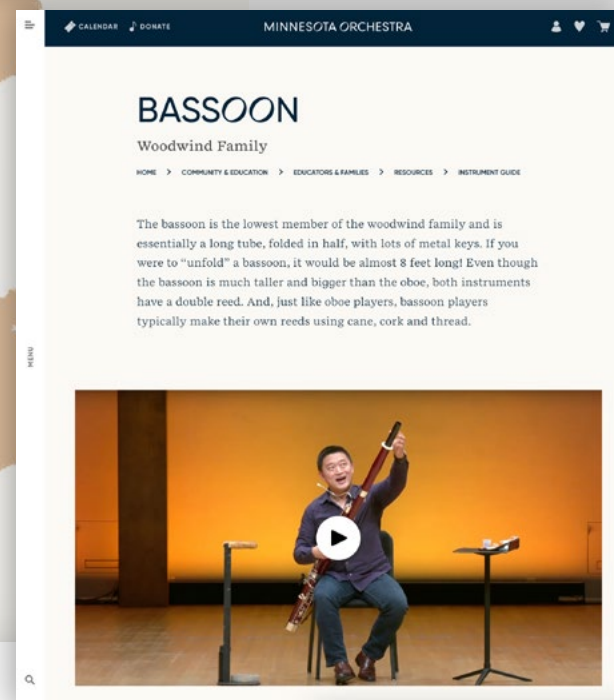 CALENDAR DONATE MINNESOTA ORCHESTRA
BASSOON
Woodwind Family
HOME > COMMUNITY & EDUCATION > EDUCATORS & FAMILIES > RESOURCES > INSTRUMENT GUIDE
The bassoon is the lowest member of the woodwind family and is
essentially a long tube, folded in half, with lots of metal keys. If you
were to “unfold” a bassoon, it would be almost 8 feet long! Even though
the bassoon is much taller and bigger than the oboe, both instruments
have a double reed. And, just like oboe players, bassoon players
typically make their own reeds using cane, cork and thread.
MENU